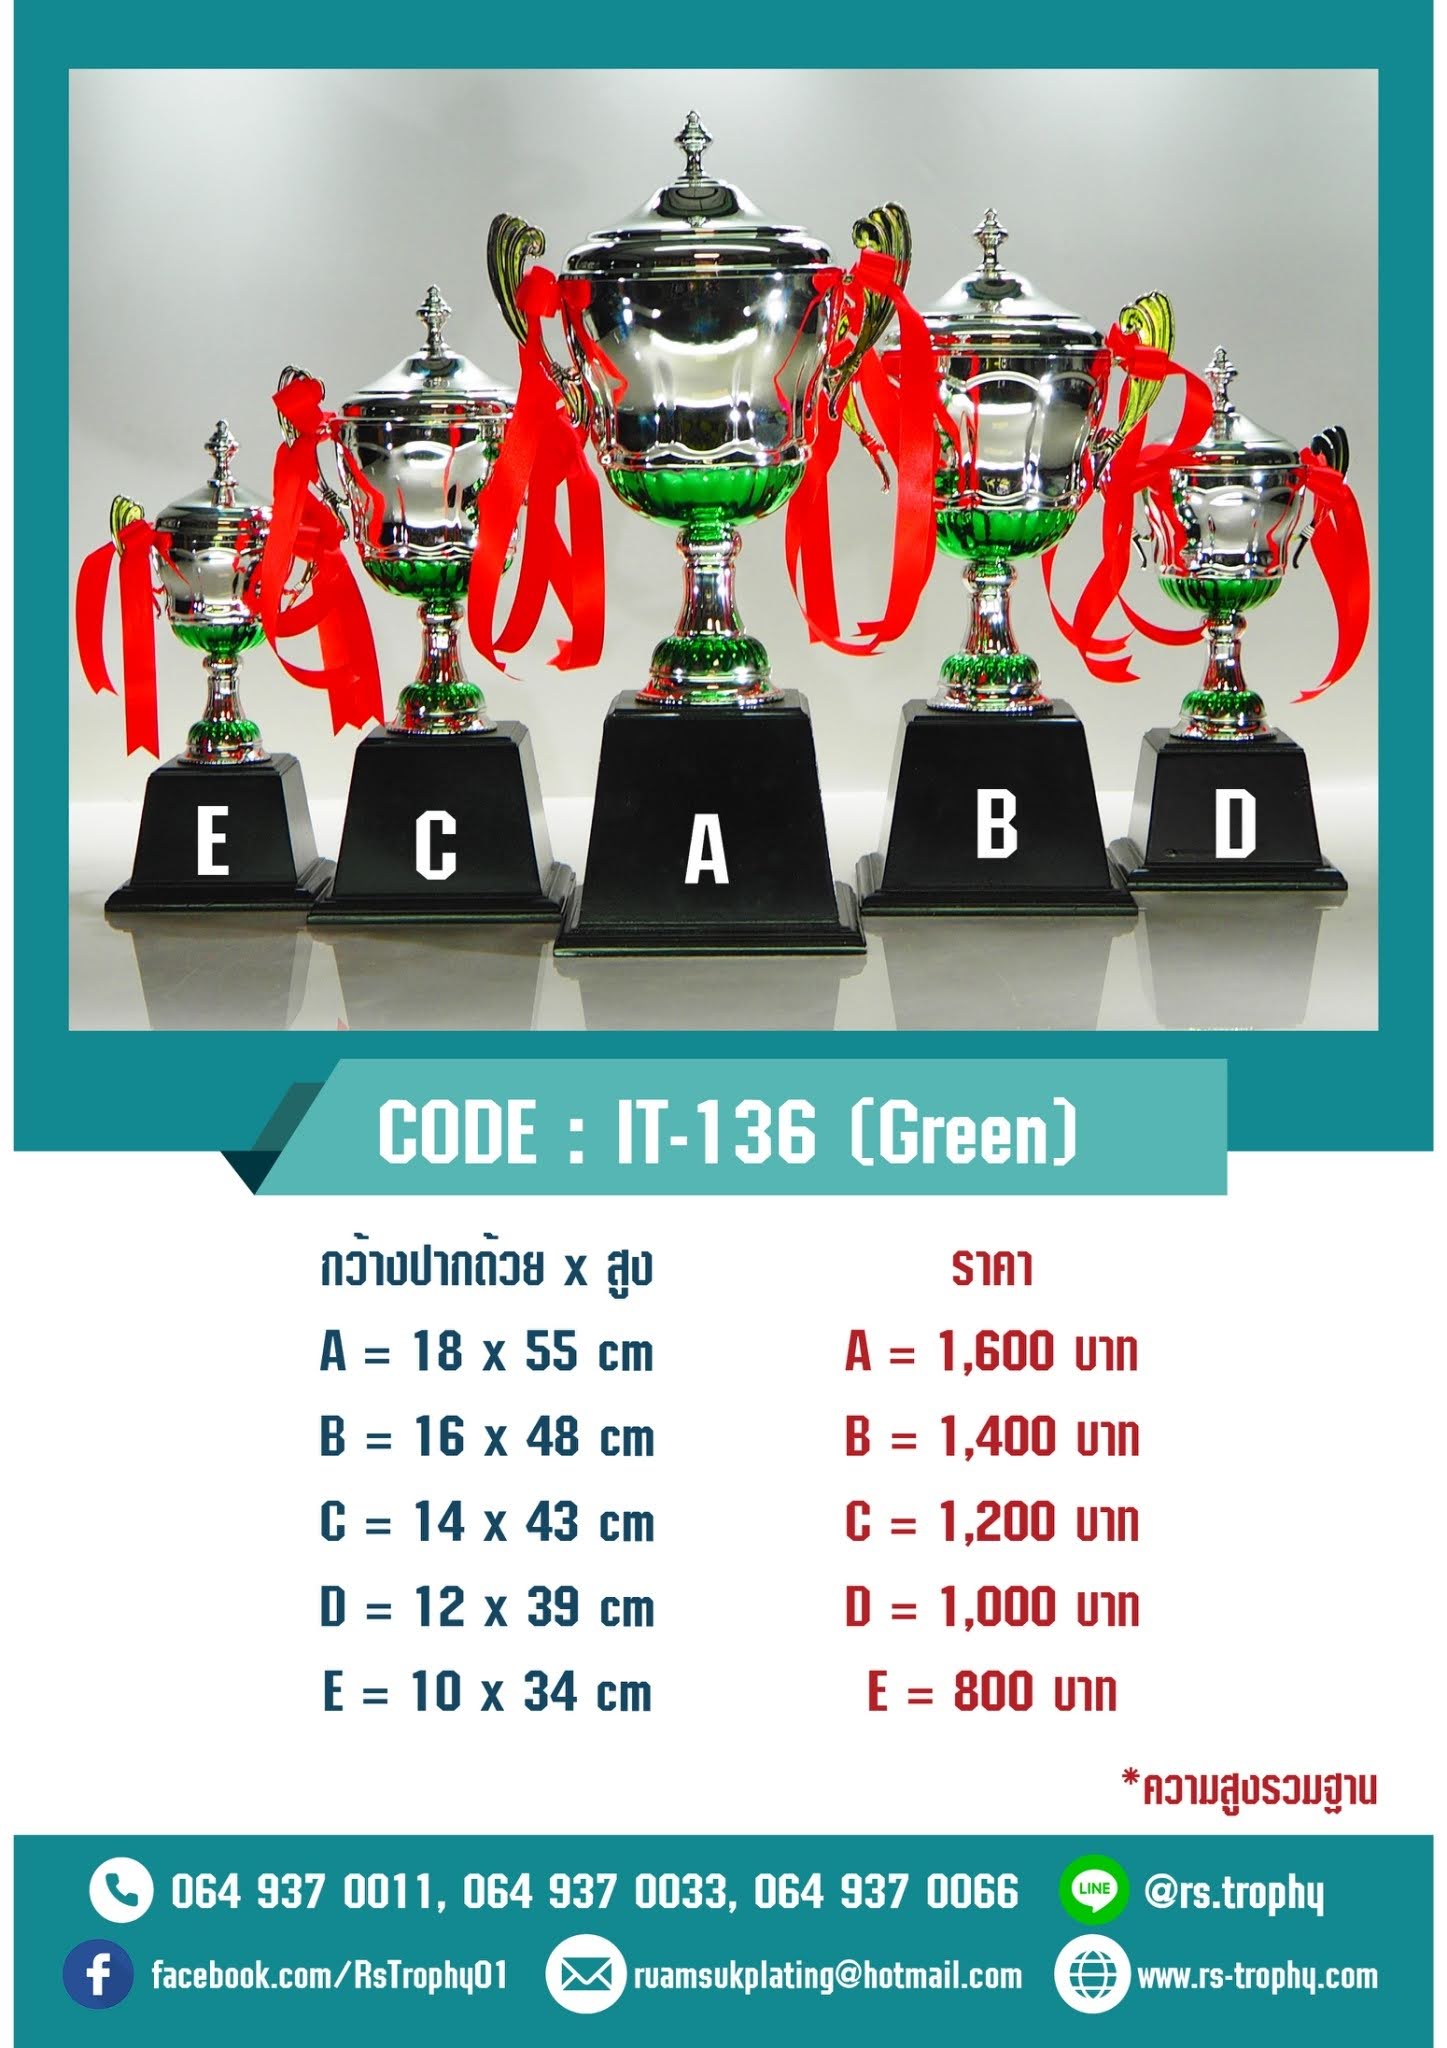 E C A B D
CODE : IT-136 (Green)
กว้างปากถ้วย x สูง
A = 18 x 55 cm
B = 16 x 48 cm
C = 14 x 43 cm
D = 12 x 39 cm
E = 10 x 34 cm
ราคา
A = 1,600 บาท
B = 1,400 บาท
C = 1,200 บาท
D = 1,000 บาท
E = 800 บาท
*ความสูงรวมฐาน
064 937 0011, 064 937 0033, 064 937 0066 LINE @rs.trophy
f facebook.com/RsTrophy01 ruamsukplating@hotmail.com www.rs-trophy.com